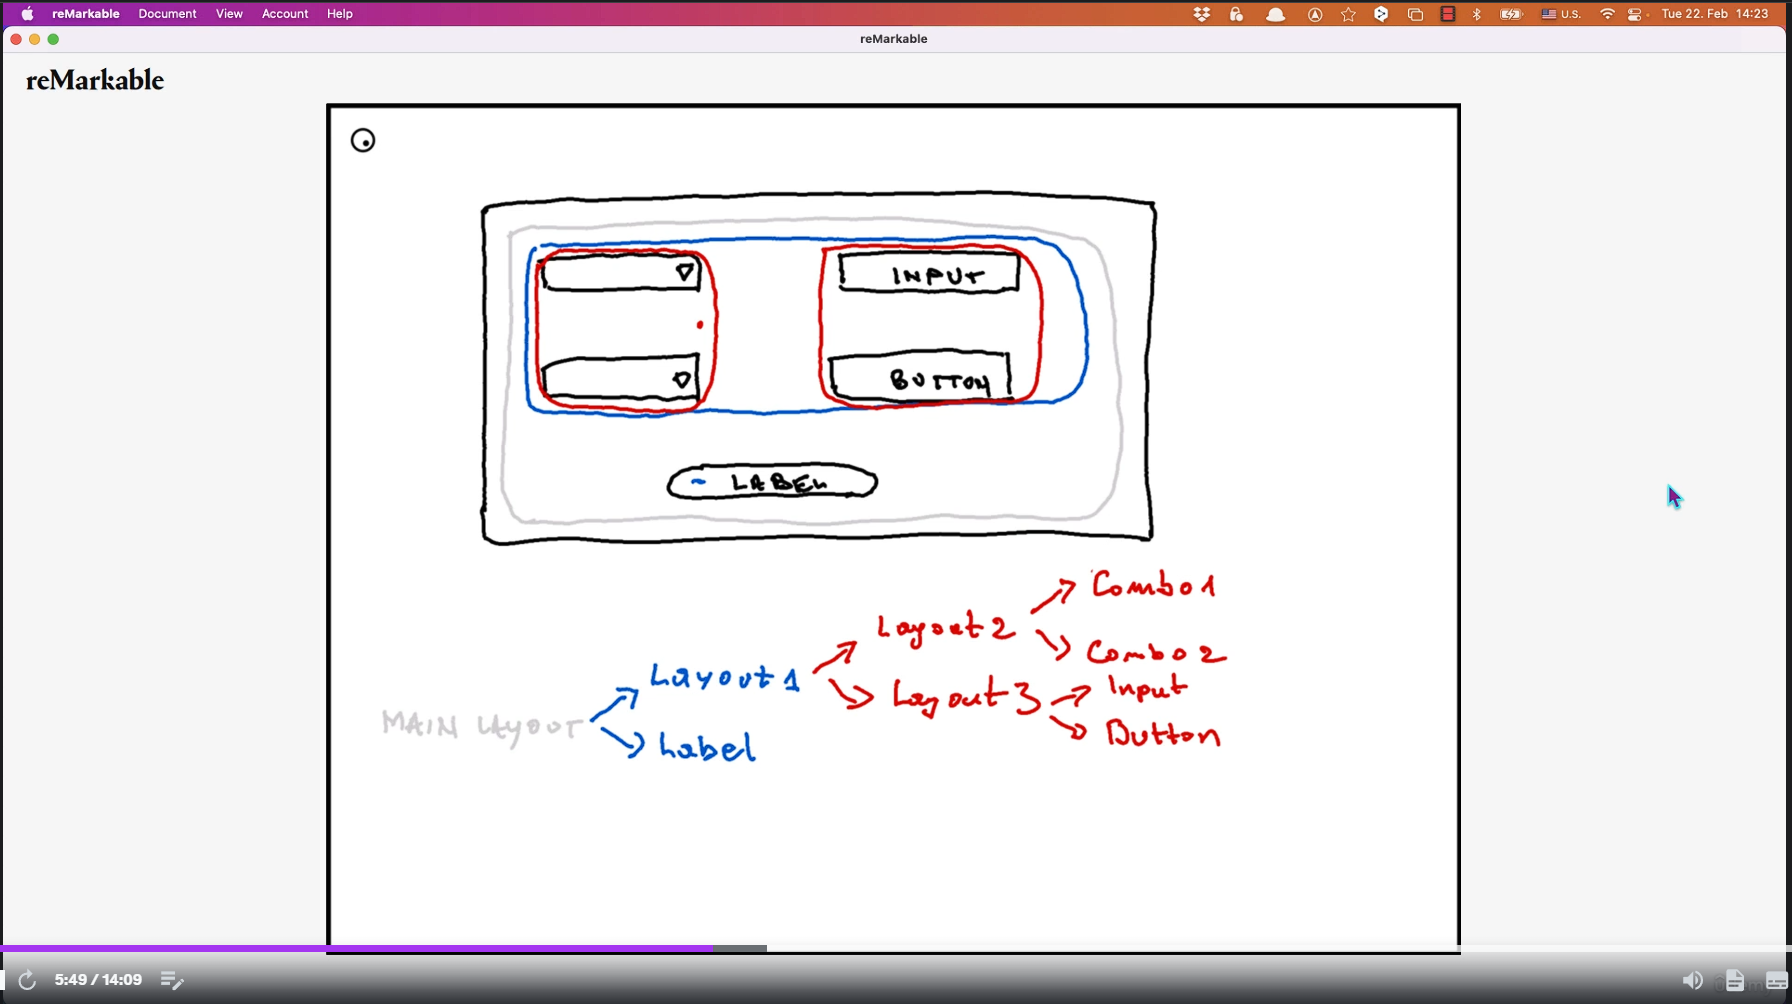 reMarkable Document View Account Help U.S. Tue 22. Feb 14:23
reMarkable
reMarkable
INPUT
BUTTON
LABEL
Combo1
Layout2
Combo2
Layout1
Layout3
Input
MAIN LAYOUT
Button
Label
5:49 / 14:09